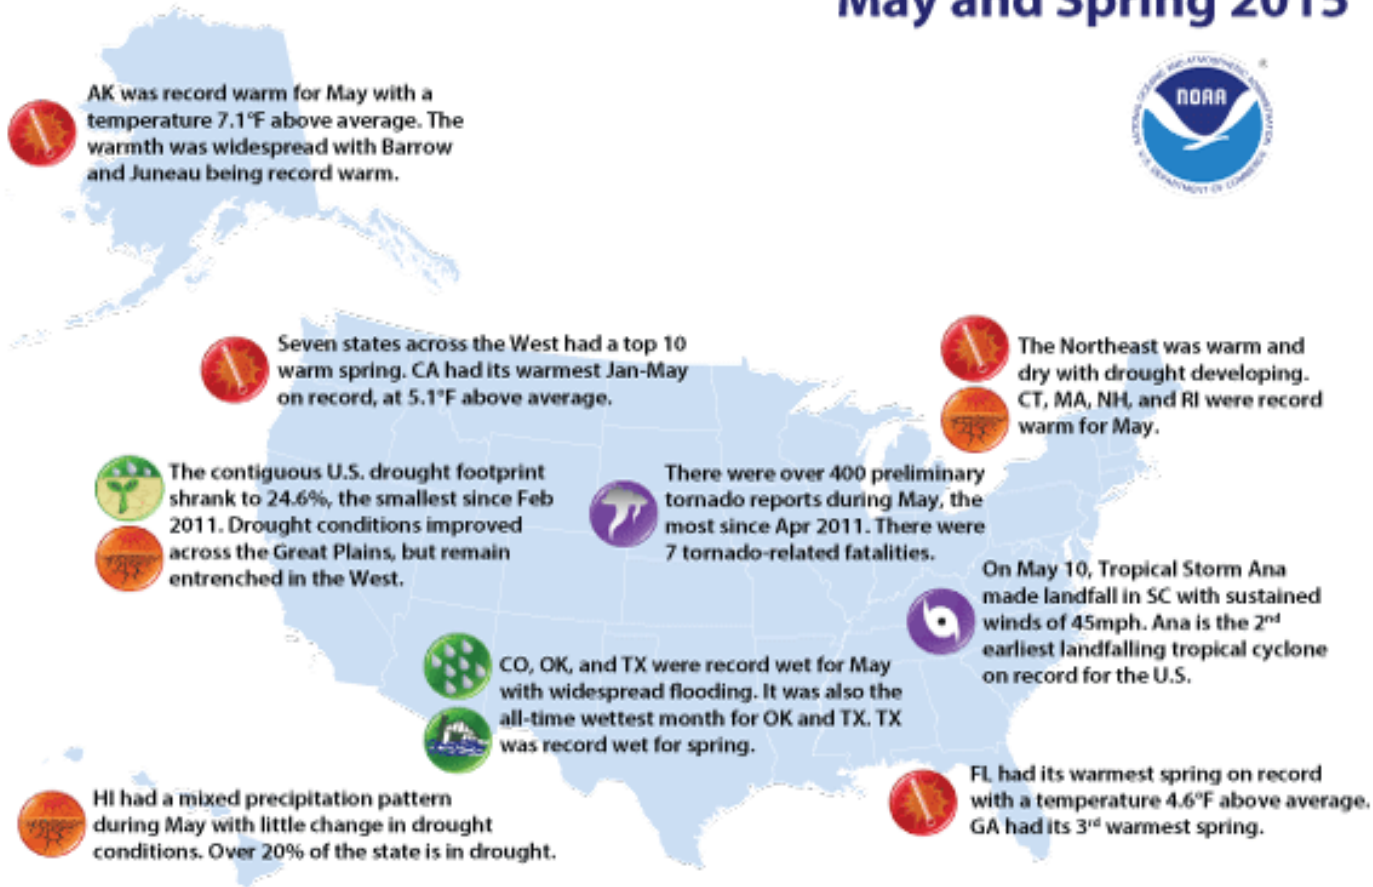 May and Spring 2015
NOAA
NATIONAL OCEANIC AND ATMOSPHERIC ADMINISTRATION
U.S. DEPARTMENT OF COMMERCE
®
AK was record warm for May with a
temperature 7.1°F above average. The
warmth was widespread with Barrow
and Juneau being record warm.
Seven states across the West had a top 10
warm spring. CA had its warmest Jan-May
on record, at 5.1°F above average.
The Northeast was warm and
dry with drought developing.
CT, MA, NH, and RI were record
warm for May.
The contiguous U.S. drought footprint
shrank to 24.6%, the smallest since Feb
2011. Drought conditions improved
across the Great Plains, but remain
entrenched in the West.
There were over 400 preliminary
tornado reports during May, the
most since Apr 2011. There were
7 tornado-related fatalities.
On May 10, Tropical Storm Ana
made landfall in SC with sustained
winds of 45mph. Ana is the 2nd
earliest landfalling tropical cyclone
on record for the U.S.
CO, OK, and TX were record wet for May
with widespread flooding. It was also the
all-time wettest month for OK and TX. TX
was record wet for spring.
HI had a mixed precipitation pattern
during May with little change in drought
conditions. Over 20% of the state is in drought.
FL had its warmest spring on record
with a temperature 4.6°F above average.
GA had its 3rd warmest spring.